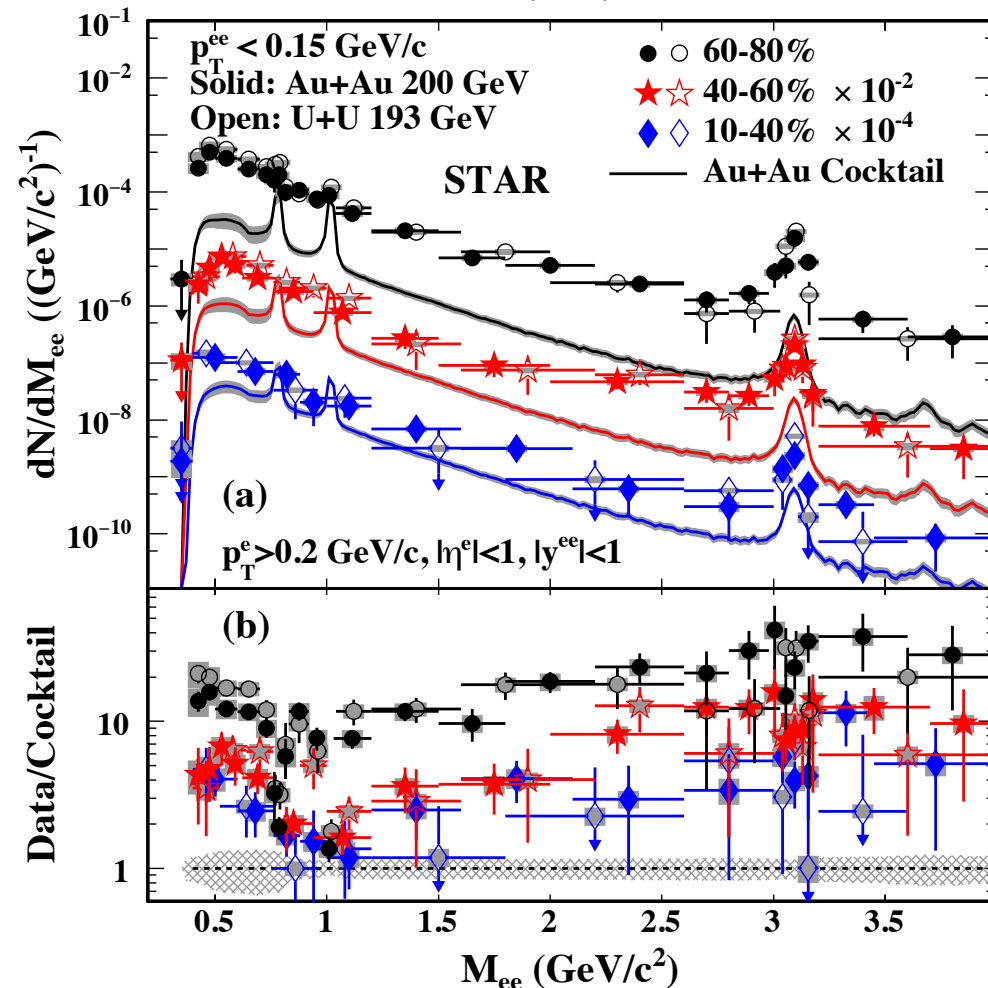 p_T^ee < 0.15 GeV/c
Solid: Au+Au 200 GeV
Open: U+U 193 GeV
60-80%
40-60% × 10^-2
10-40% × 10^-4
Au+Au Cocktail
STAR
dN/dM_ee ((GeV/c^2)^-1)
10^-1
10^-2
10^-4
10^-6
10^-8
10^-10
(a)
p_T^e>0.2 GeV/c, |η^e|<1, |y^ee|<1
(b)
Data/Cocktail
10
1
0.5 1 1.5 2 2.5 3 3.5
M_ee (GeV/c^2)